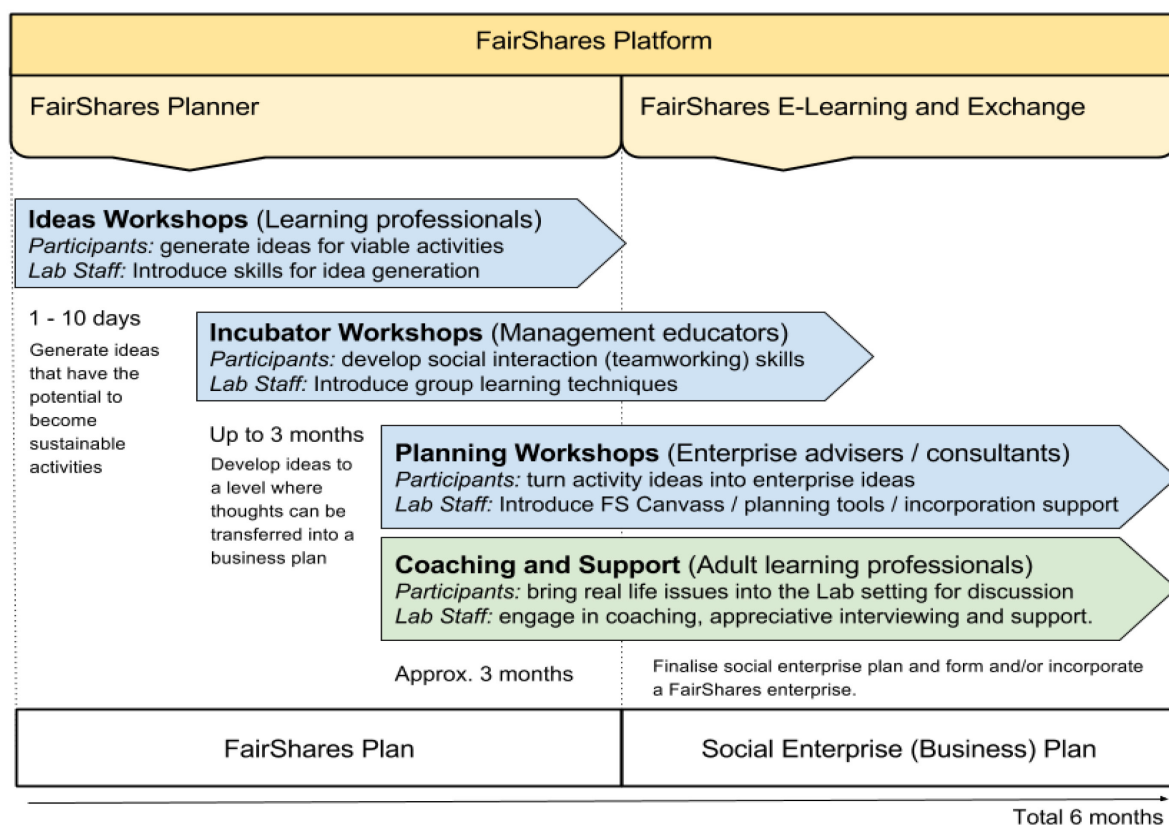 FairShares Platform
FairShares Planner
FairShares E-Learning and Exchange
Ideas Workshops (Learning professionals)
Participants: generate ideas for viable activities
Lab Staff: Introduce skills for idea generation
1 - 10 days
Generate ideas
that have the
potential to
become
sustainable
activities
Incubator Workshops (Management educators)
Participants: develop social interaction (teamworking) skills
Lab Staff: Introduce group learning techniques
Up to 3 months
Develop ideas to
a level where
thoughts can be
transferred into a
business plan
Planning Workshops (Enterprise advisers / consultants)
Participants: turn activity ideas into enterprise ideas
Lab Staff: Introduce FS Canvass / planning tools / incorporation support
Coaching and Support (Adult learning professionals)
Participants: bring real life issues into the Lab setting for discussion
Lab Staff: engage in coaching, appreciative interviewing and support.
Approx. 3 months
Finalise social enterprise plan and form and/or incorporate
a FairShares enterprise.
FairShares Plan
Social Enterprise (Business) Plan
Total 6 months